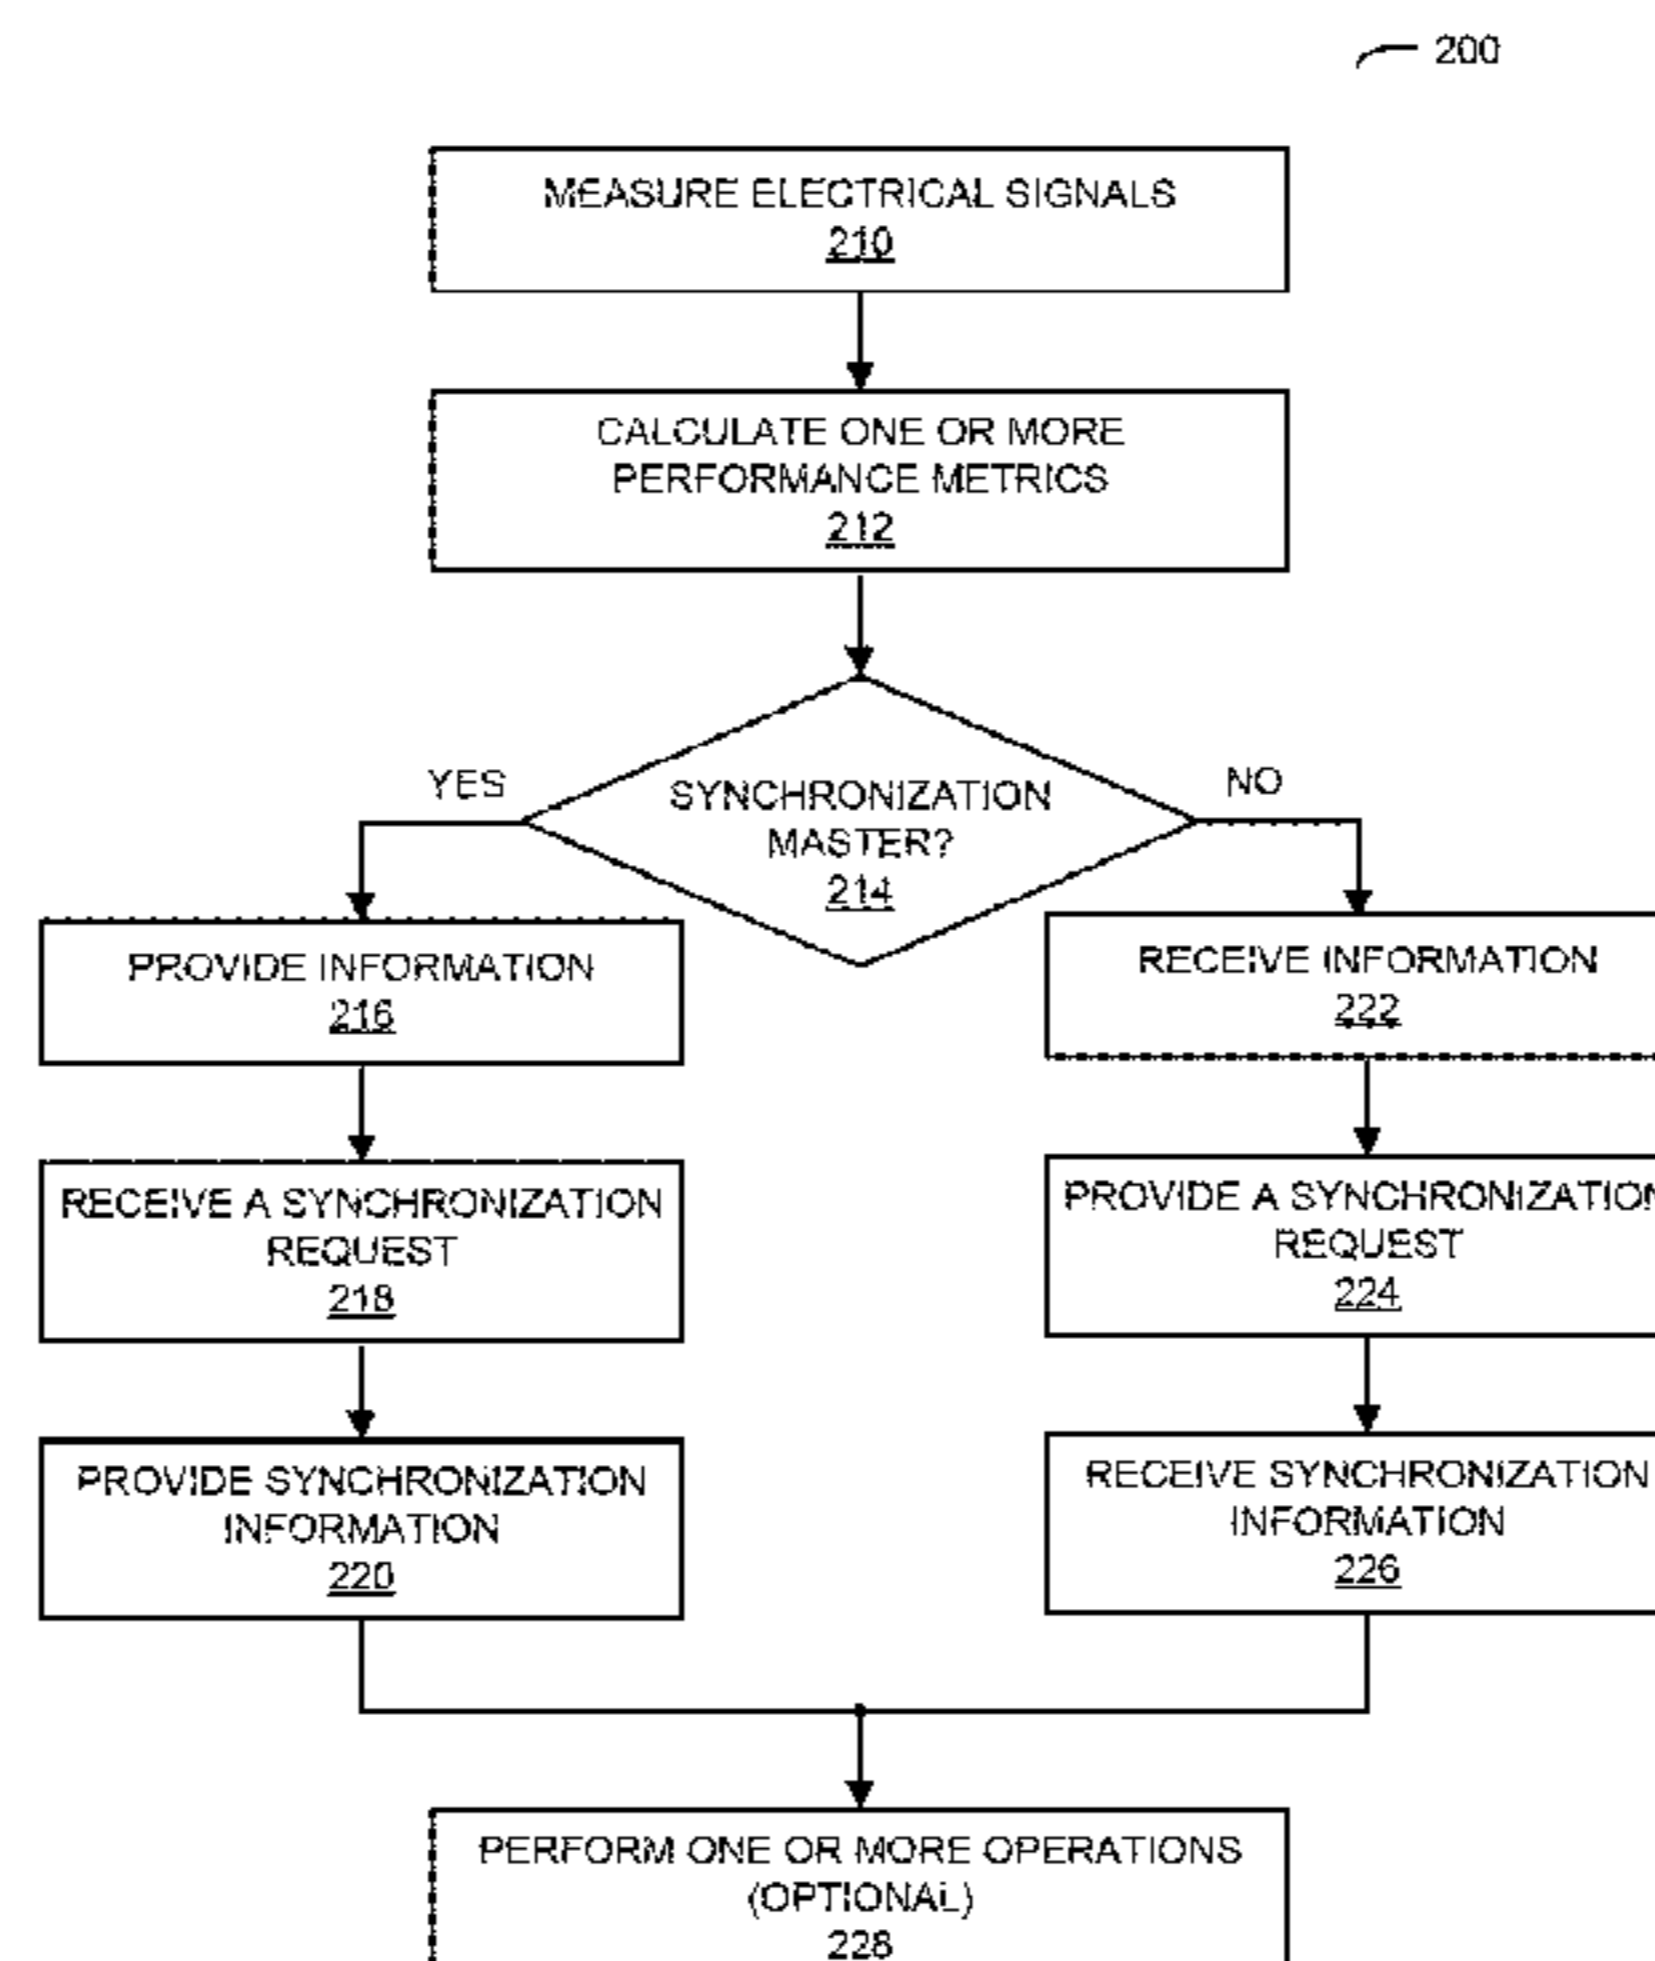 200
MEASURE ELECTRICAL SIGNALS
210
CALCULATE ONE OR MORE
PERFORMANCE METRICS
212
SYNCHRONIZATION
MASTER?
214
YES
NO
PROVIDE INFORMATION
216
RECEIVE A SYNCHRONIZATION
REQUEST
218
PROVIDE SYNCHRONIZATION
INFORMATION
220
RECEIVE INFORMATION
222
PROVIDE A SYNCHRONIZATION
REQUEST
224
RECEIVE SYNCHRONIZATION
INFORMATION
226
PERFORM ONE OR MORE OPERATIONS
(OPTIONAL)
228